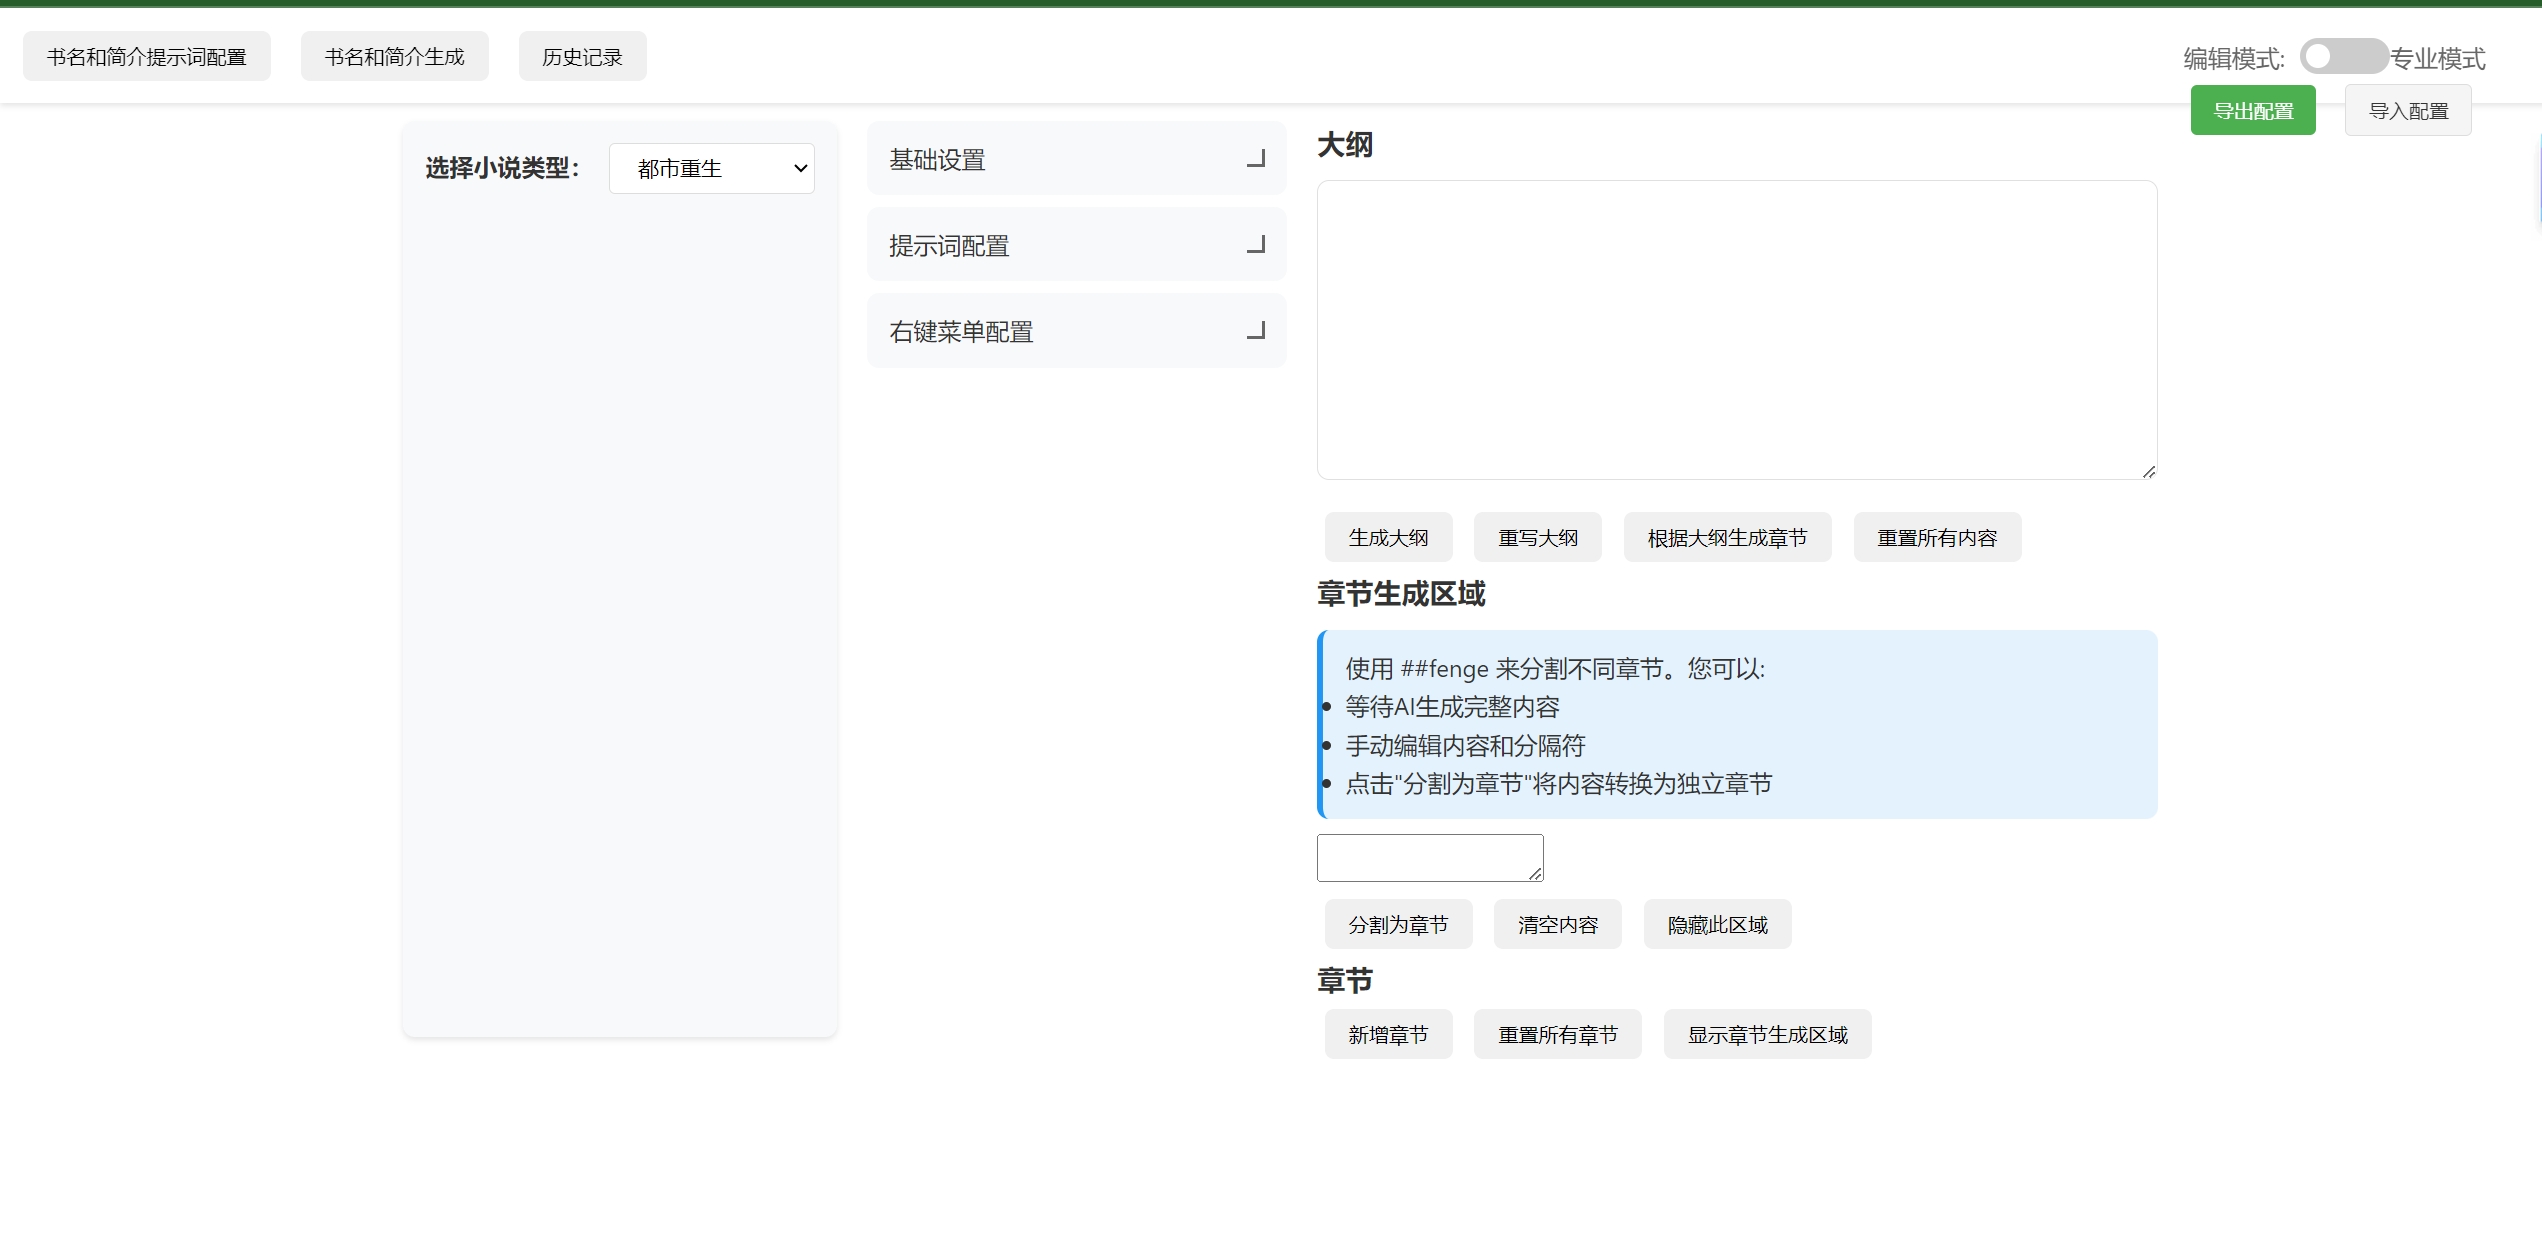 书名和简介提示词配置
书名和简介生成
历史记录
编辑模式:
专业模式
导出配置
导入配置
选择小说类型：
都市重生
基础设置
提示词配置
右键菜单配置
大纲
生成大纲
重写大纲
根据大纲生成章节
重置所有内容
章节生成区域
使用 ##fenge 来分割不同章节。您可以:
等待AI生成完整内容
手动编辑内容和分隔符
点击"分割为章节"将内容转换为独立章节
分割为章节
清空内容
隐藏此区域
章节
新增章节
重置所有章节
显示章节生成区域